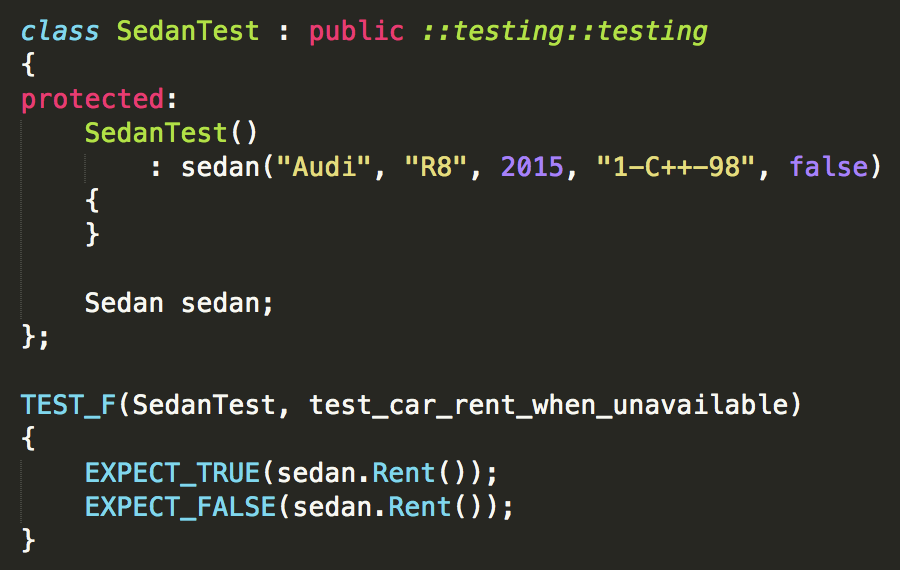 class SedanTest : public ::testing::testing
{
protected:
    SedanTest()
        : sedan("Audi", "R8", 2015, "1-C++-98", false)
    {
    }

    Sedan sedan;
};

TEST_F(SedanTest, test_car_rent_when_unavailable)
{
    EXPECT_TRUE(sedan.Rent());
    EXPECT_FALSE(sedan.Rent());
}